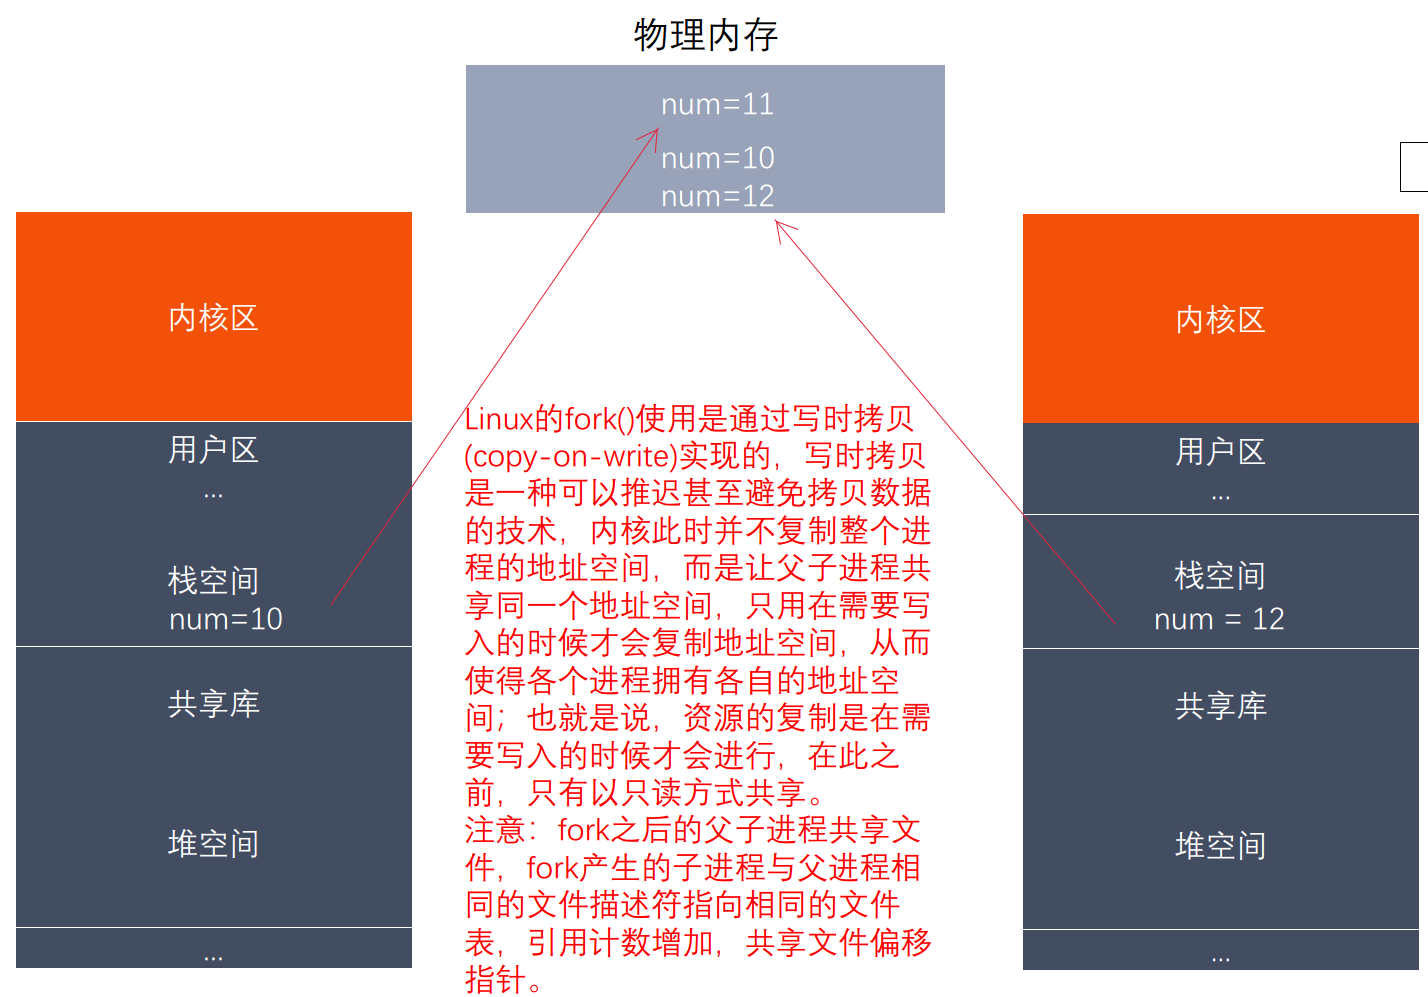 物理内存
num=11
num=10
num=12
内核区
用户区
...
栈空间
num=10
共享库
堆空间
...
Linux的fork()使用是通过写时拷贝
(copy-on-write)实现的，写时拷贝
是一种可以推迟甚至避免拷贝数据
的技术，内核此时并不复制整个进
程的地址空间，而是让父子进程共
享同一个地址空间，只用在需要写
入的时候才会复制地址空间，从而
使得各个进程拥有各自的地址空
间；也就是说，资源的复制是在需
要写入的时候才会进行，在此之
前，只有以只读方式共享。
注意：fork之后的父子进程共享文
件，fork产生的子进程与父进程相
同的文件描述符指向相同的文件
表，引用计数增加，共享文件偏移
指针。
内核区
用户区
...
栈空间
num = 12
共享库
堆空间
...